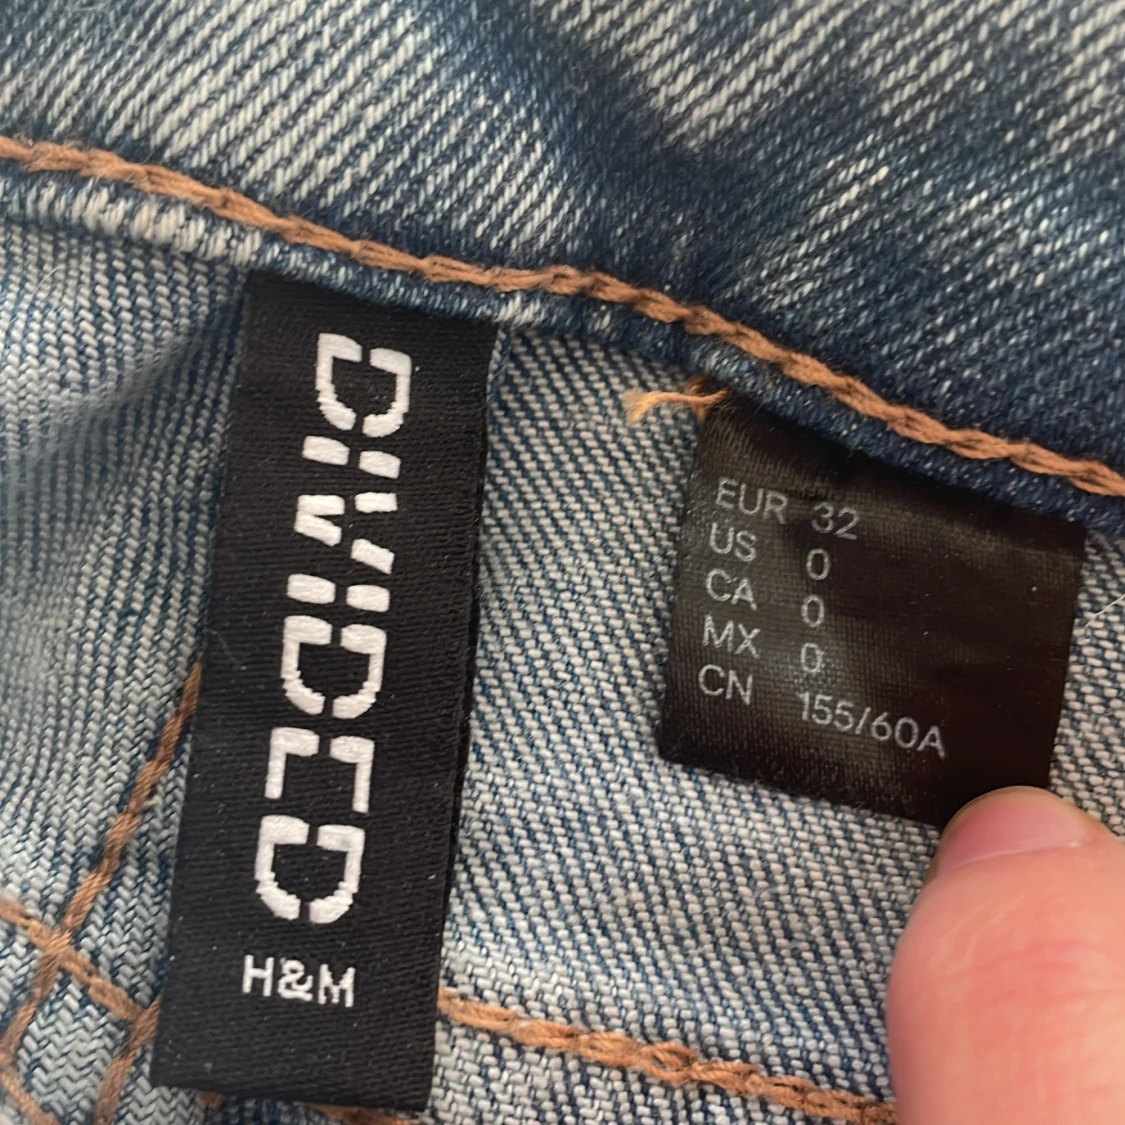 DIVIDED
H&M
EUR 32
US 0
CA 0
MX 0
CN 155/60A